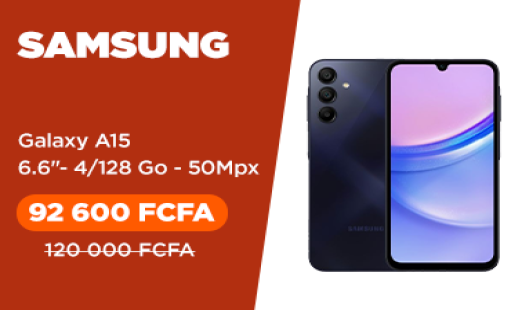 SAMSUNG
Galaxy A15
6.6"- 4/128 Go - 50Mpx
92 600 FCFA
120 000 FCFA
SAMSUNG